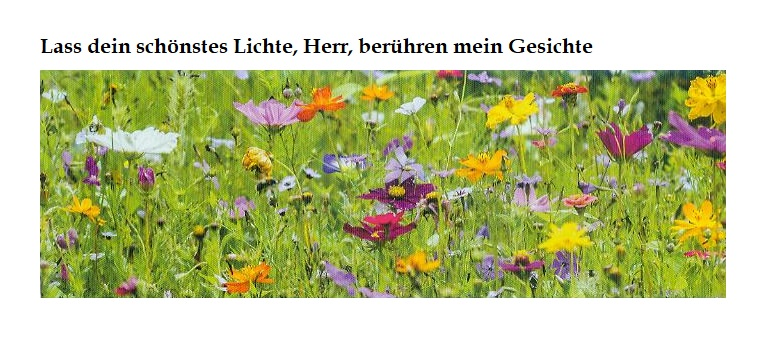 Lass dein schönstes Lichte, Herr, berühren mein Gesichte